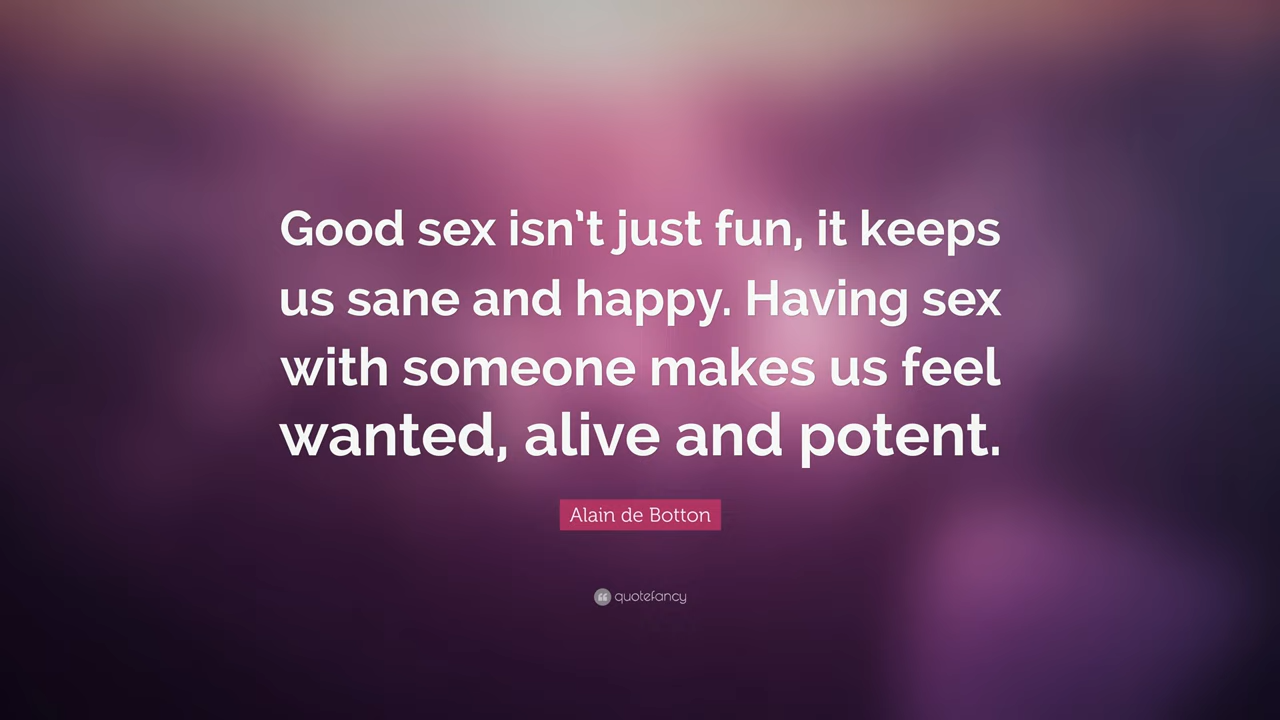 Good sex isn’t just fun, it keeps
us sane and happy. Having sex
with someone makes us feel
wanted, alive and potent.
Alain de Botton
quotefancy